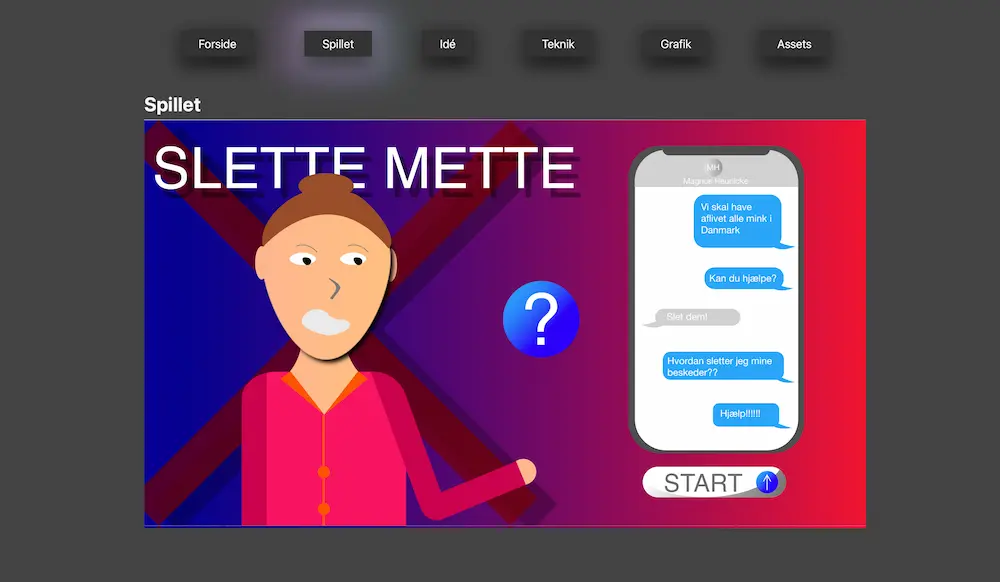 Forside
Spillet
Idé
Teknik
Grafik
Assets
Spillet
SLETTE METTE
MH
Magnus Heunicke
Vi skal have
aflivet alle mink i
Danmark
Kan du hjælpe?
Slet dem!
Hvordan sletter jeg mine
beskeder??
Hjælp!!!!!!
?
START